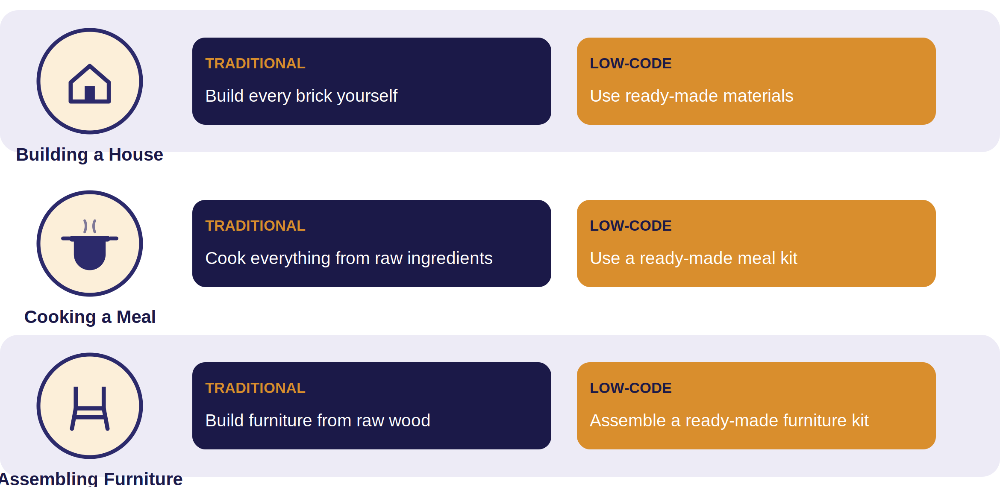 TRADITIONAL
Build every brick yourself
LOW-CODE
Use ready-made materials
Building a House
TRADITIONAL
Cook everything from raw ingredients
LOW-CODE
Use a ready-made meal kit
Cooking a Meal
TRADITIONAL
Build furniture from raw wood
LOW-CODE
Assemble a ready-made furniture kit
Assembling Furniture